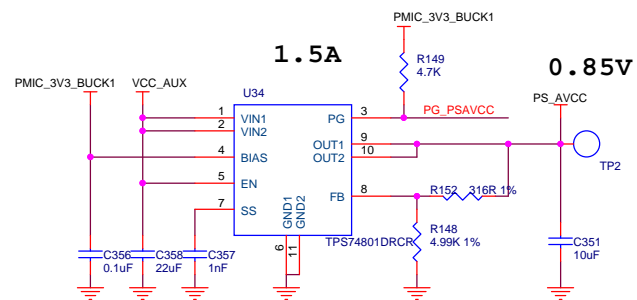 PMIC_3V3_BUCK1
1.5A
R149
4.7K
0.85V
PMIC_3V3_BUCK1
VCC_AUX
U34
PS_AVCC
1
VIN1
PG
3
PG_PSAVCC
2
VIN2
OUT1
9
4
BIAS
OUT2
10
5
EN
TP2
7
SS
FB
8
R152
316R 1%
GND1
GND2
6
11
TPS74801DRCR
R148
4.99K 1%
C356
0.1uF
C358
22uF
C357
1nF
C351
10uF